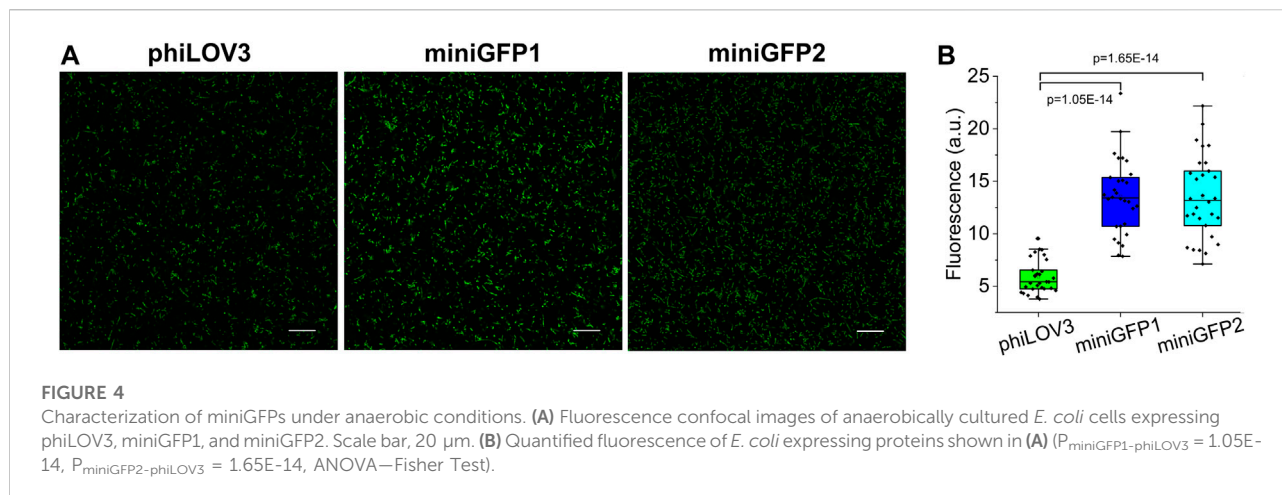 A
phiLOV3
miniGFP1
miniGFP2
B
p=1.65E-14
p=1.05E-14
25
20
15
10
5
Fluorescence (a.u.)
phiLOV3
miniGFP1
miniGFP2
FIGURE 4
Characterization of miniGFPs under anaerobic conditions. (A) Fluorescence confocal images of anaerobically cultured E. coli cells expressing
phiLOV3, miniGFP1, and miniGFP2. Scale bar, 20 μm. (B) Quantified fluorescence of E. coli expressing proteins shown in (A) (PminiGFP1-phiLOV3 = 1.05E-
14, PminiGFP2-phiLOV3 = 1.65E-14, ANOVA—Fisher Test).